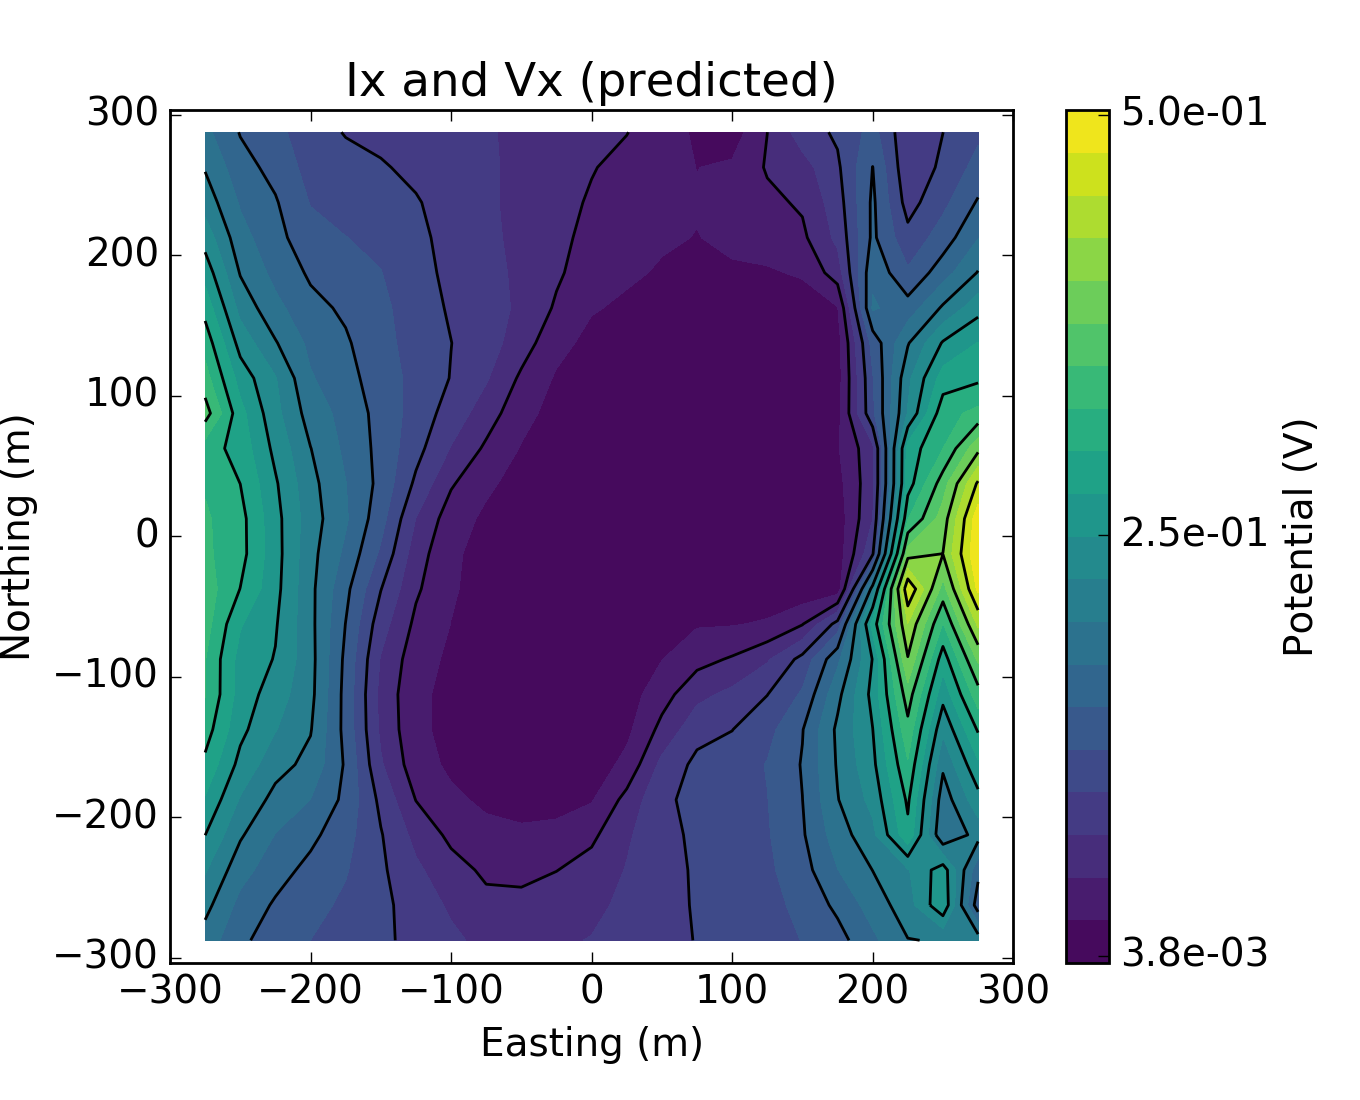 Ix and Vx (predicted)
300
200
100
0
−100
−200
−300
Northing (m)
−300 −200 −100 0 100 200 300
Easting (m)
5.0e-01
2.5e-01
3.8e-03
Potential (V)